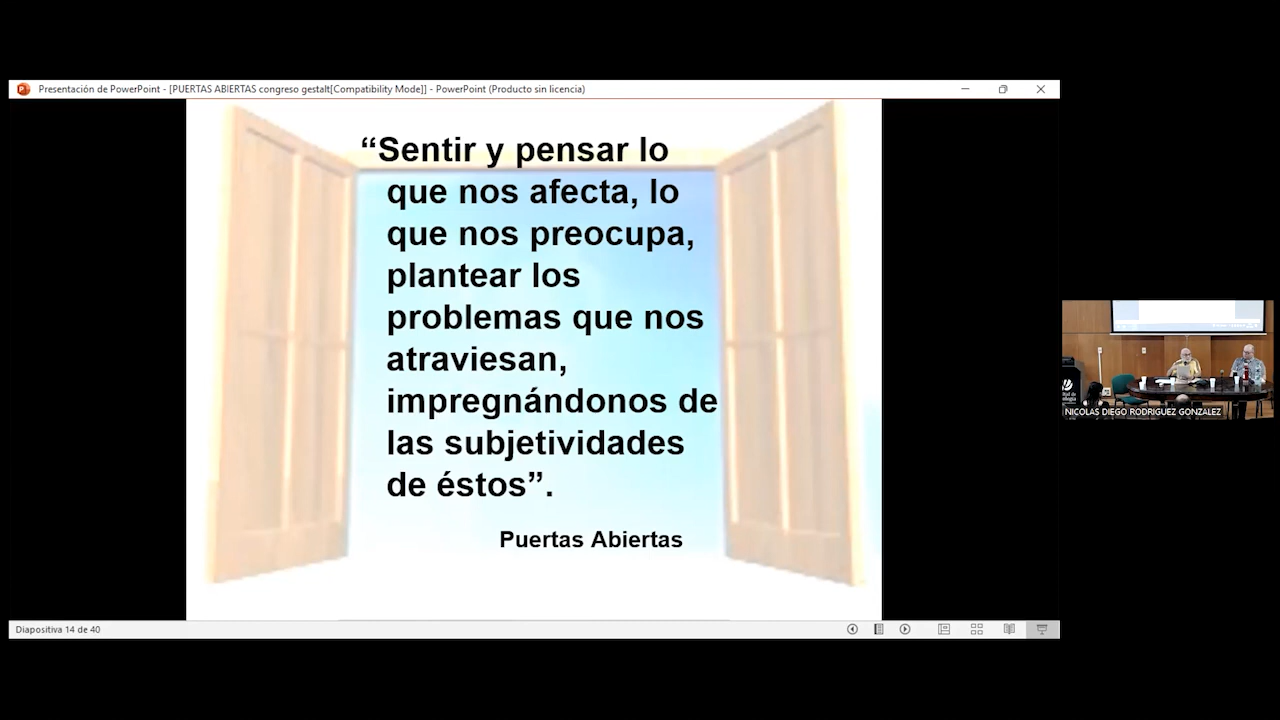 Presentación de PowerPoint - [PUERTAS ABIERTAS congreso gestalt[Compatibility Mode]] - PowerPoint (Producto sin licencia)
“Sentir y pensar lo
que nos afecta, lo
que nos preocupa,
plantear los
problemas que nos
atraviesan,
impregnándonos de
las subjetividades
de éstos”.
Puertas Abiertas
Diapositiva 14 de 40
NICOLAS DIEGO RODRIGUEZ GONZALEZ